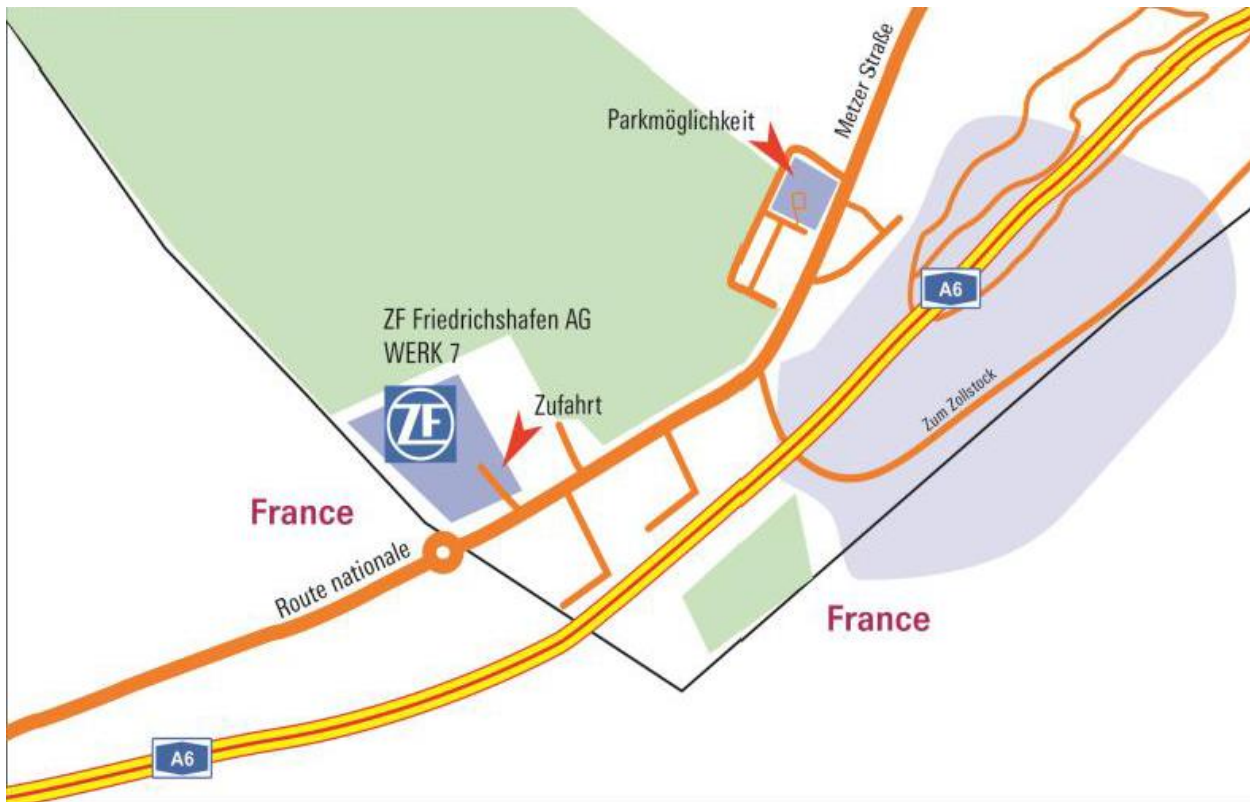 Metzer Straße
Parkmöglichkeit
A6
ZF Friedrichshafen AG
WERK 7
ZF
Zufahrt
Zum Zollstock
France
Route nationale
France
A6